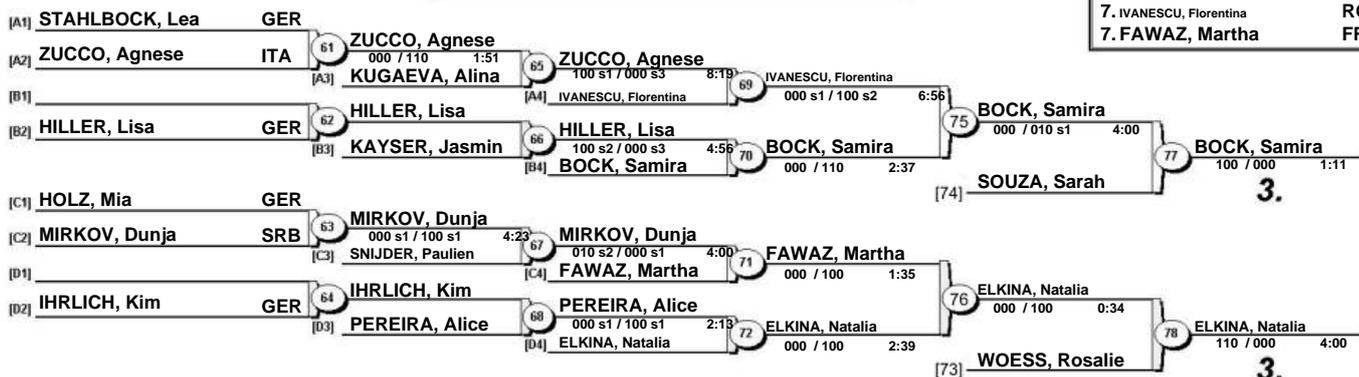 7. IVANESCU, Florentina
7. FAWAZ, Martha
[A1] STAHLBOCK, Lea GER
[A2] ZUCCO, Agnese ITA
61
ZUCCO, Agnese
000 / 110 1:51
[A3] KUGAEVA, Alina
65
ZUCCO, Agnese
100 s1 / 000 s3 8:19
[A4] IVANESCU, Florentina
69
IVANESCU, Florentina
000 s1 / 100 s2 6:56
[B1]
[B2] HILLER, Lisa GER
62
HILLER, Lisa
[B3] KAYSER, Jasmin
66
HILLER, Lisa
100 s2 / 000 s3 4:56
[B4] BOCK, Samira
70
BOCK, Samira
000 / 110 2:37
75
BOCK, Samira
000 / 010 s1 4:00
[74] SOUZA, Sarah
77
BOCK, Samira
100 / 000 1:11
3.
[C1] HOLZ, Mia GER
[C2] MIRKOV, Dunja SRB
63
MIRKOV, Dunja
000 s1 / 100 s1 4:23
[C3] SNIJDER, Paulien
67
MIRKOV, Dunja
010 s2 / 000 s1 4:00
[C4] FAWAZ, Martha
71
FAWAZ, Martha
000 / 100 1:35
[D1]
[D2] IHRLICH, Kim GER
64
IHRLICH, Kim
[D3] PEREIRA, Alice
68
PEREIRA, Alice
000 s1 / 100 s1 2:13
[D4] ELKINA, Natalia
72
ELKINA, Natalia
000 / 100 2:39
76
ELKINA, Natalia
000 / 100 0:34
[73] WOESS, Rosalie
78
ELKINA, Natalia
110 / 000 4:00
3.